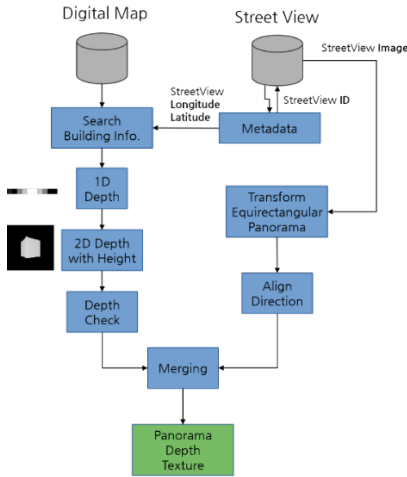 Digital Map
Street View
StreetView Image
StreetView
Longitude
Latitude
StreetView ID
Search
Building Info.
Metadata
1D
Depth
Transform
Equirectangular
Panorama
2D Depth
with Height
Align
Direction
Depth
Check
Merging
Panorama
Depth
Texture